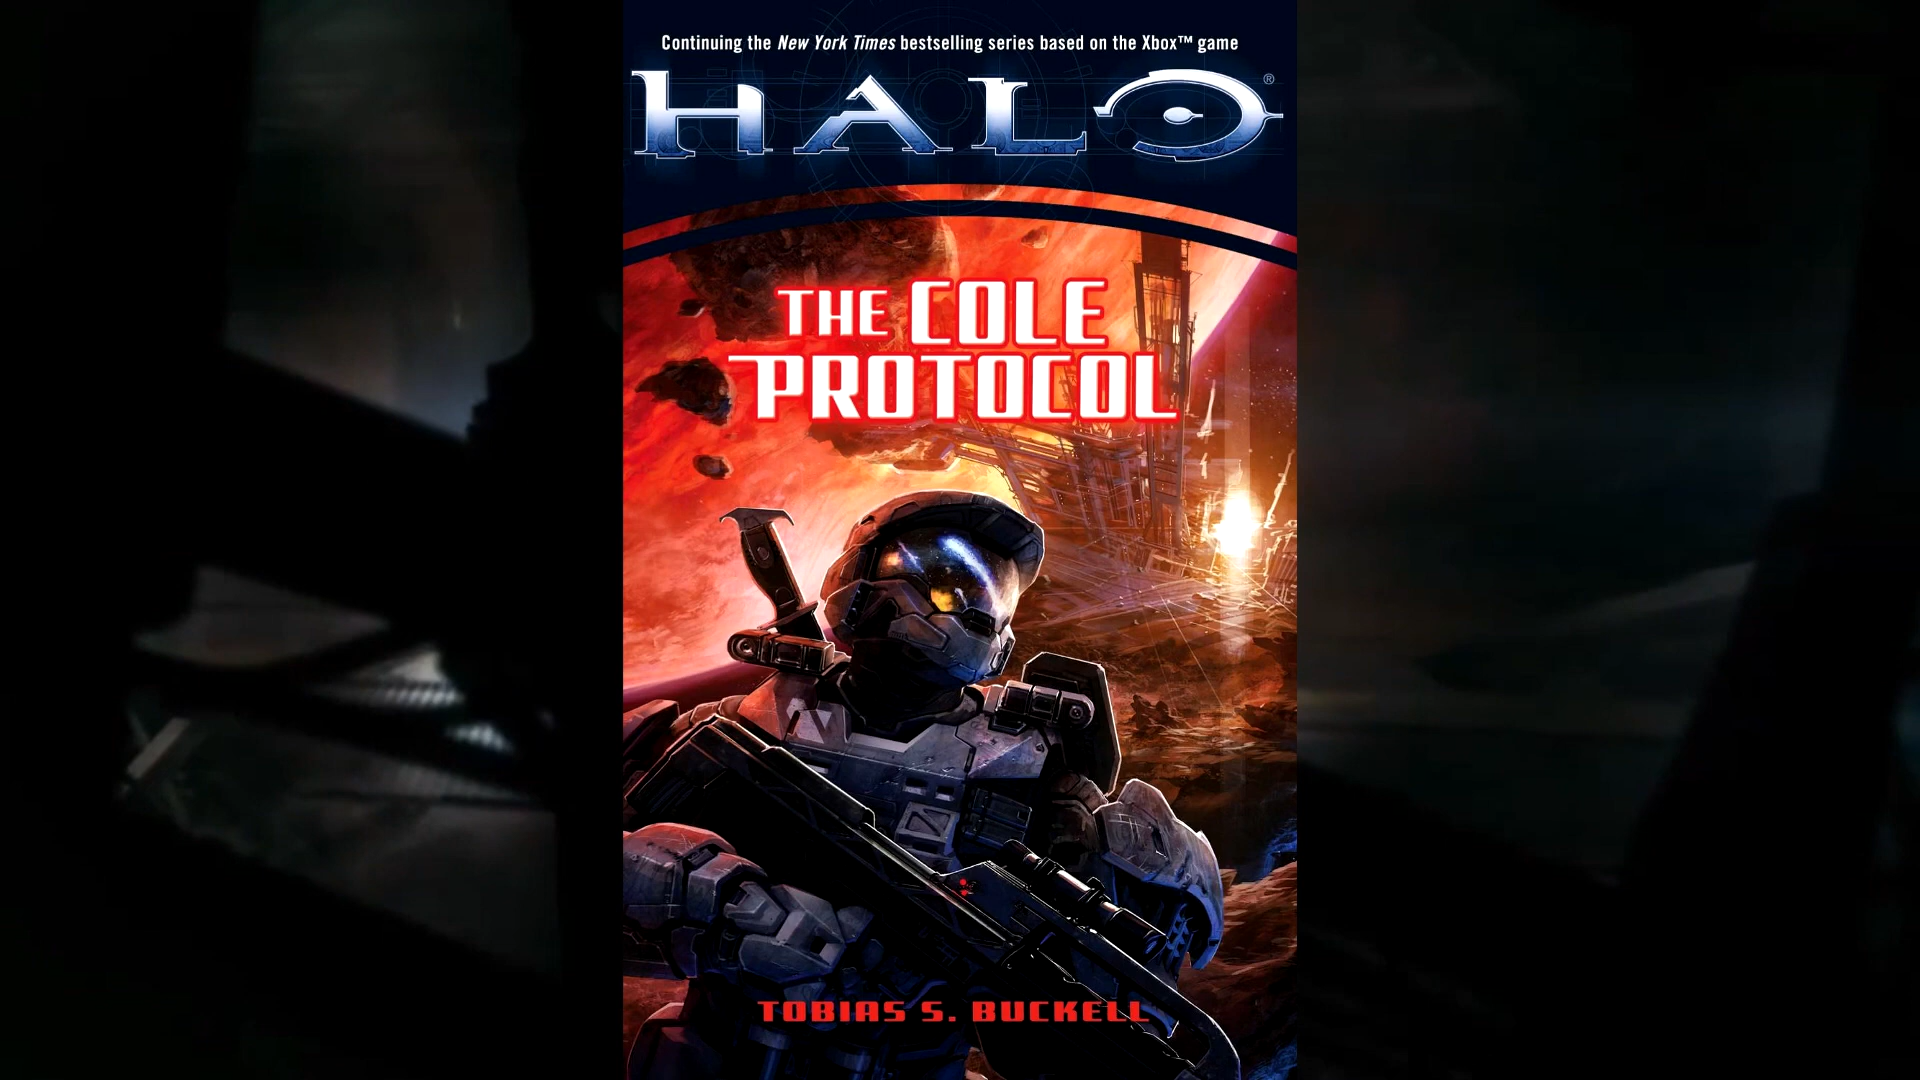 Continuing the New York Times bestselling series based on the Xbox™ game
HALO®
THE COLE
PROTOCOL
TOBIAS S. BUCKELL